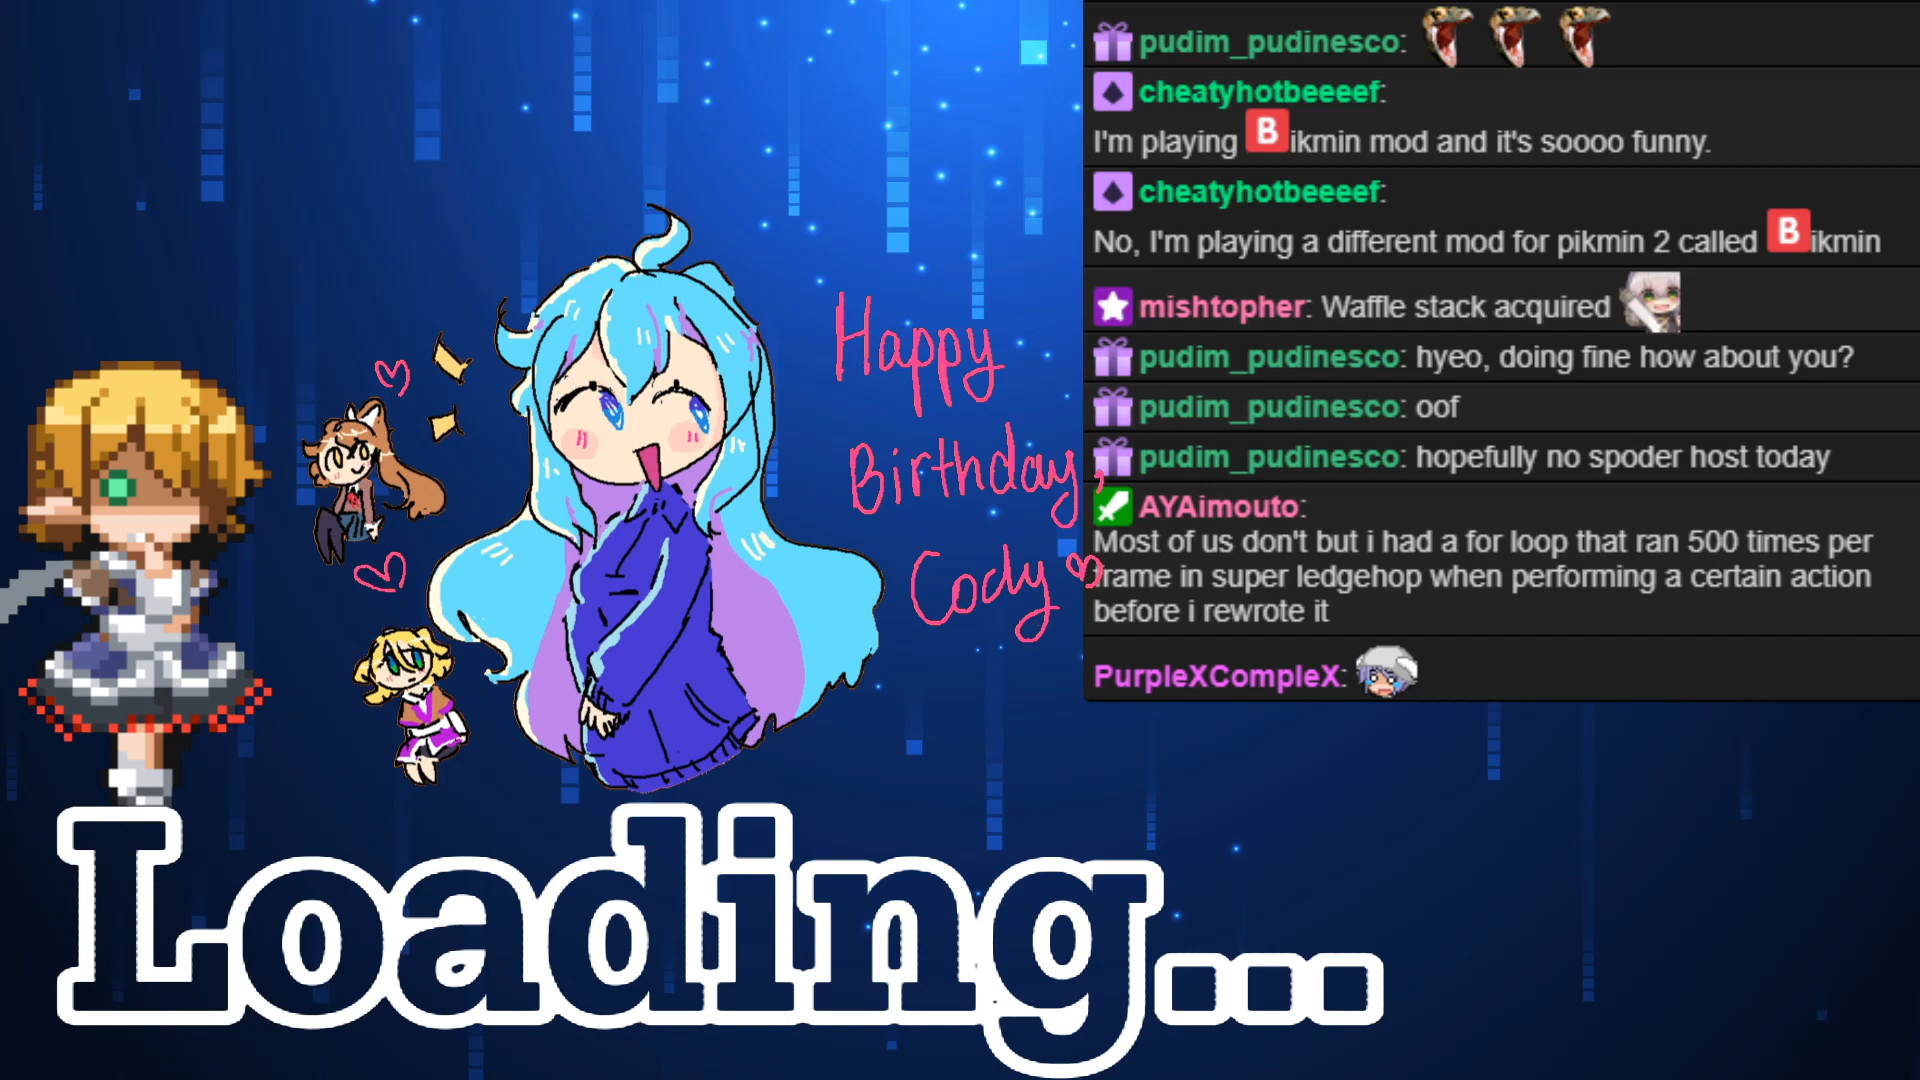 pudim_pudinesco:
cheatyhotbeeeef:
I'm playing B ikmin mod and it's soooo funny.
cheatyhotbeeeef:
No, I'm playing a different mod for pikmin 2 called B ikmin
mishtopher: Waffle stack acquired
pudim_pudinesco: hyeo, doing fine how about you?
pudim_pudinesco: oof
pudim_pudinesco: hopefully no spoder host today
AYAimouto:
Most of us don't but i had a for loop that ran 500 times per
frame in super ledgehop when performing a certain action
before i rewrote it
PurpleXCompleX:
Happy
Birthday,
Cody
Loading...